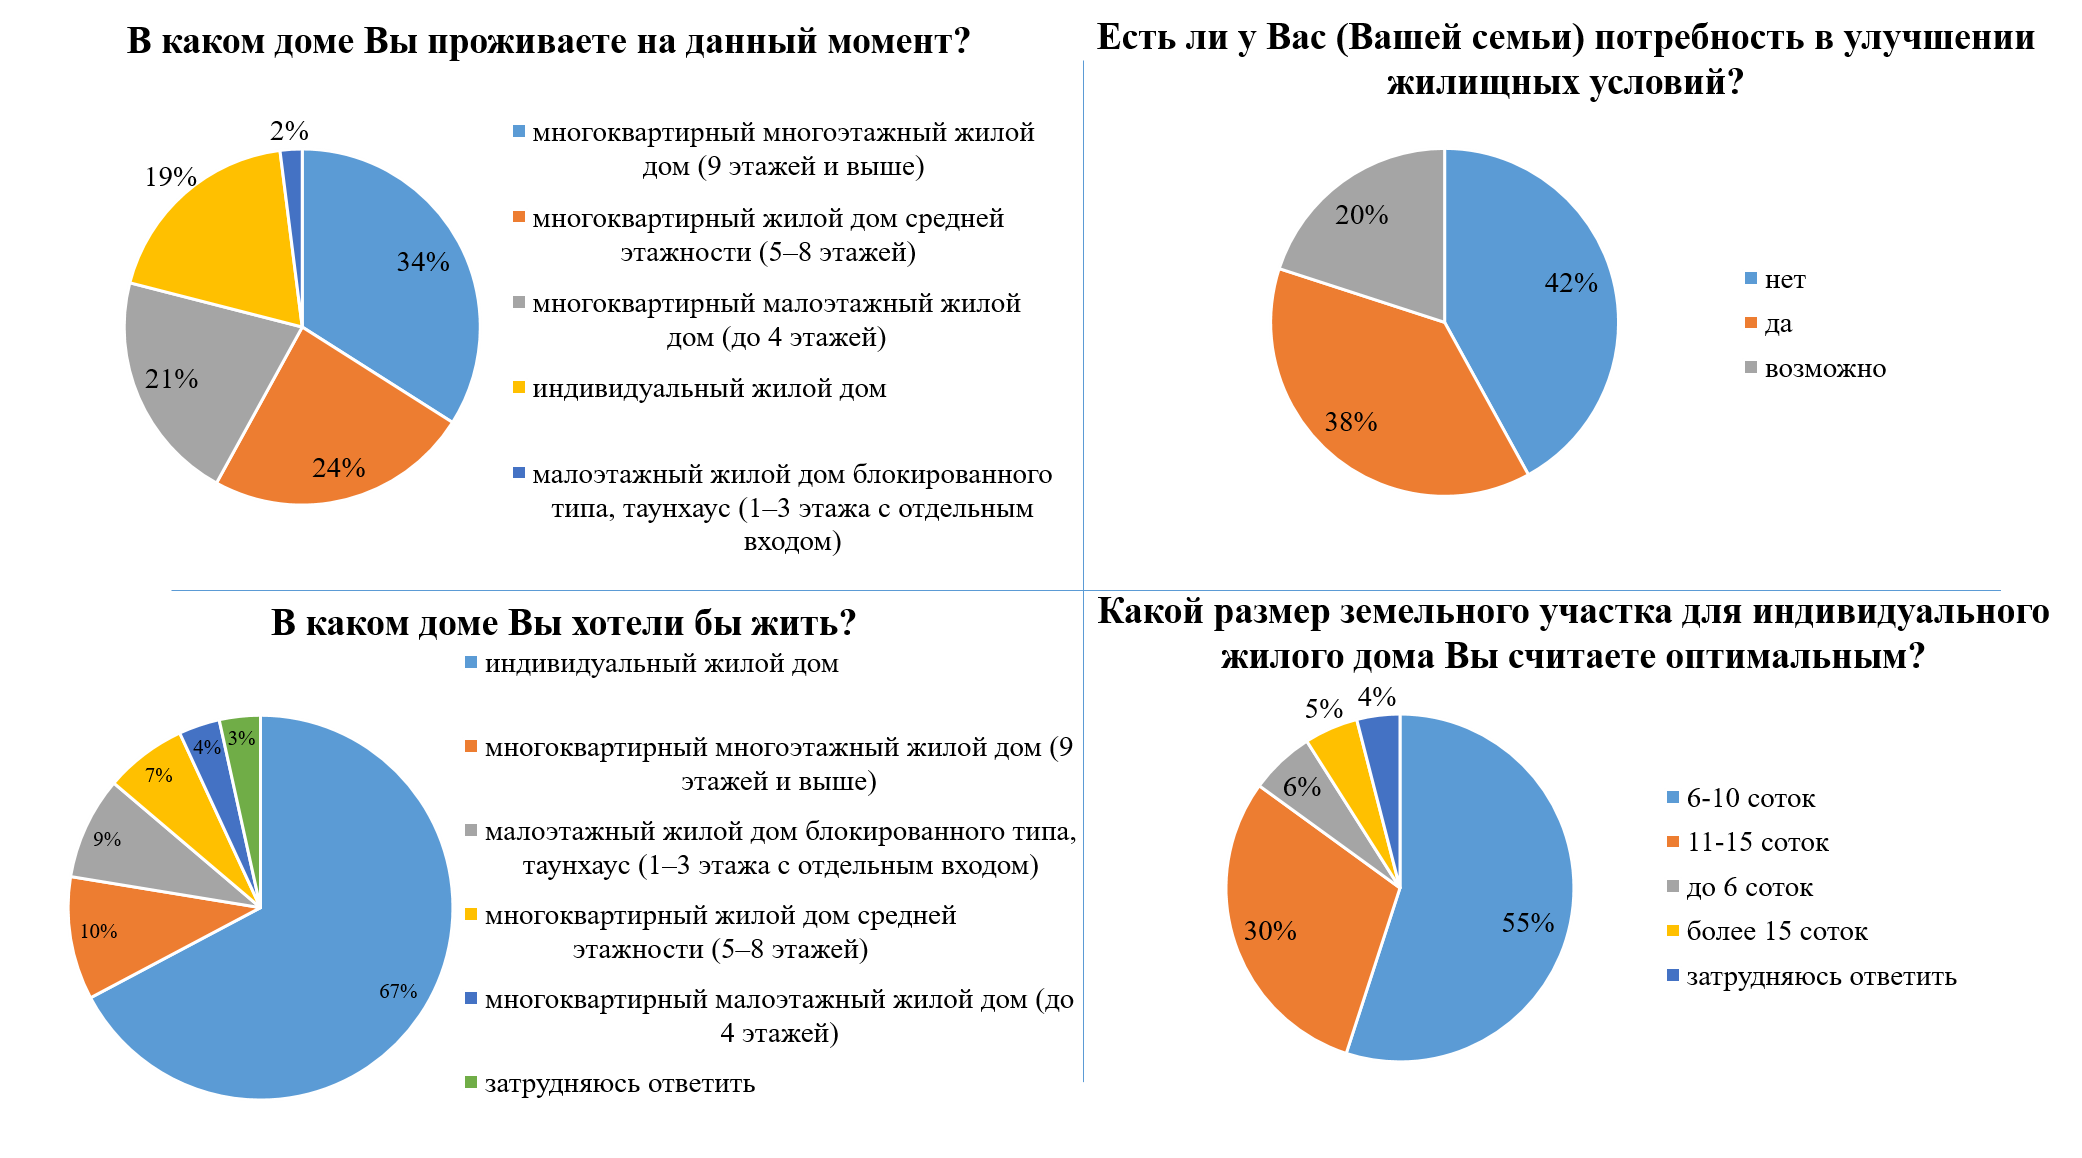 В каком доме Вы проживаете на данный момент?
2%
19%
34%
21%
24%
многоквартирный многоэтажный жилой
дом (9 этажей и выше)
многоквартирный жилой дом средней
этажности (5–8 этажей)
многоквартирный малоэтажный жилой
дом (до 4 этажей)
индивидуальный жилой дом
малоэтажный жилой дом блокированного
типа, таунхаус (1–3 этажа с отдельным
входом)
Есть ли у Вас (Вашей семьи) потребность в улучшении
жилищных условий?
20%
42%
38%
нет
да
возможно
В каком доме Вы хотели бы жить?
3%
4%
7%
9%
10%
67%
индивидуальный жилой дом
многоквартирный многоэтажный жилой дом (9
этажей и выше)
малоэтажный жилой дом блокированного типа,
таунхаус (1–3 этажа с отдельным входом)
многоквартирный жилой дом средней
этажности (5–8 этажей)
многоквартирный малоэтажный жилой дом (до
4 этажей)
затрудняюсь ответить
Какой размер земельного участка для индивидуального
жилого дома Вы считаете оптимальным?
4%
5%
6%
55%
30%
6-10 соток
11-15 соток
до 6 соток
более 15 соток
затрудняюсь ответить